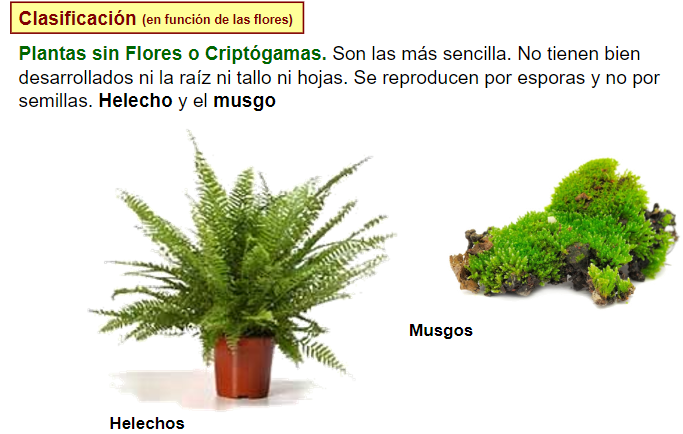 Clasificación (en función de las flores)
Plantas sin Flores o Criptógamas. Son las más sencilla. No tienen bien
desarrollados ni la raíz ni tallo ni hojas. Se reproducen por esporas y no por
semillas. Helecho y el musgo
Musgos
Helechos